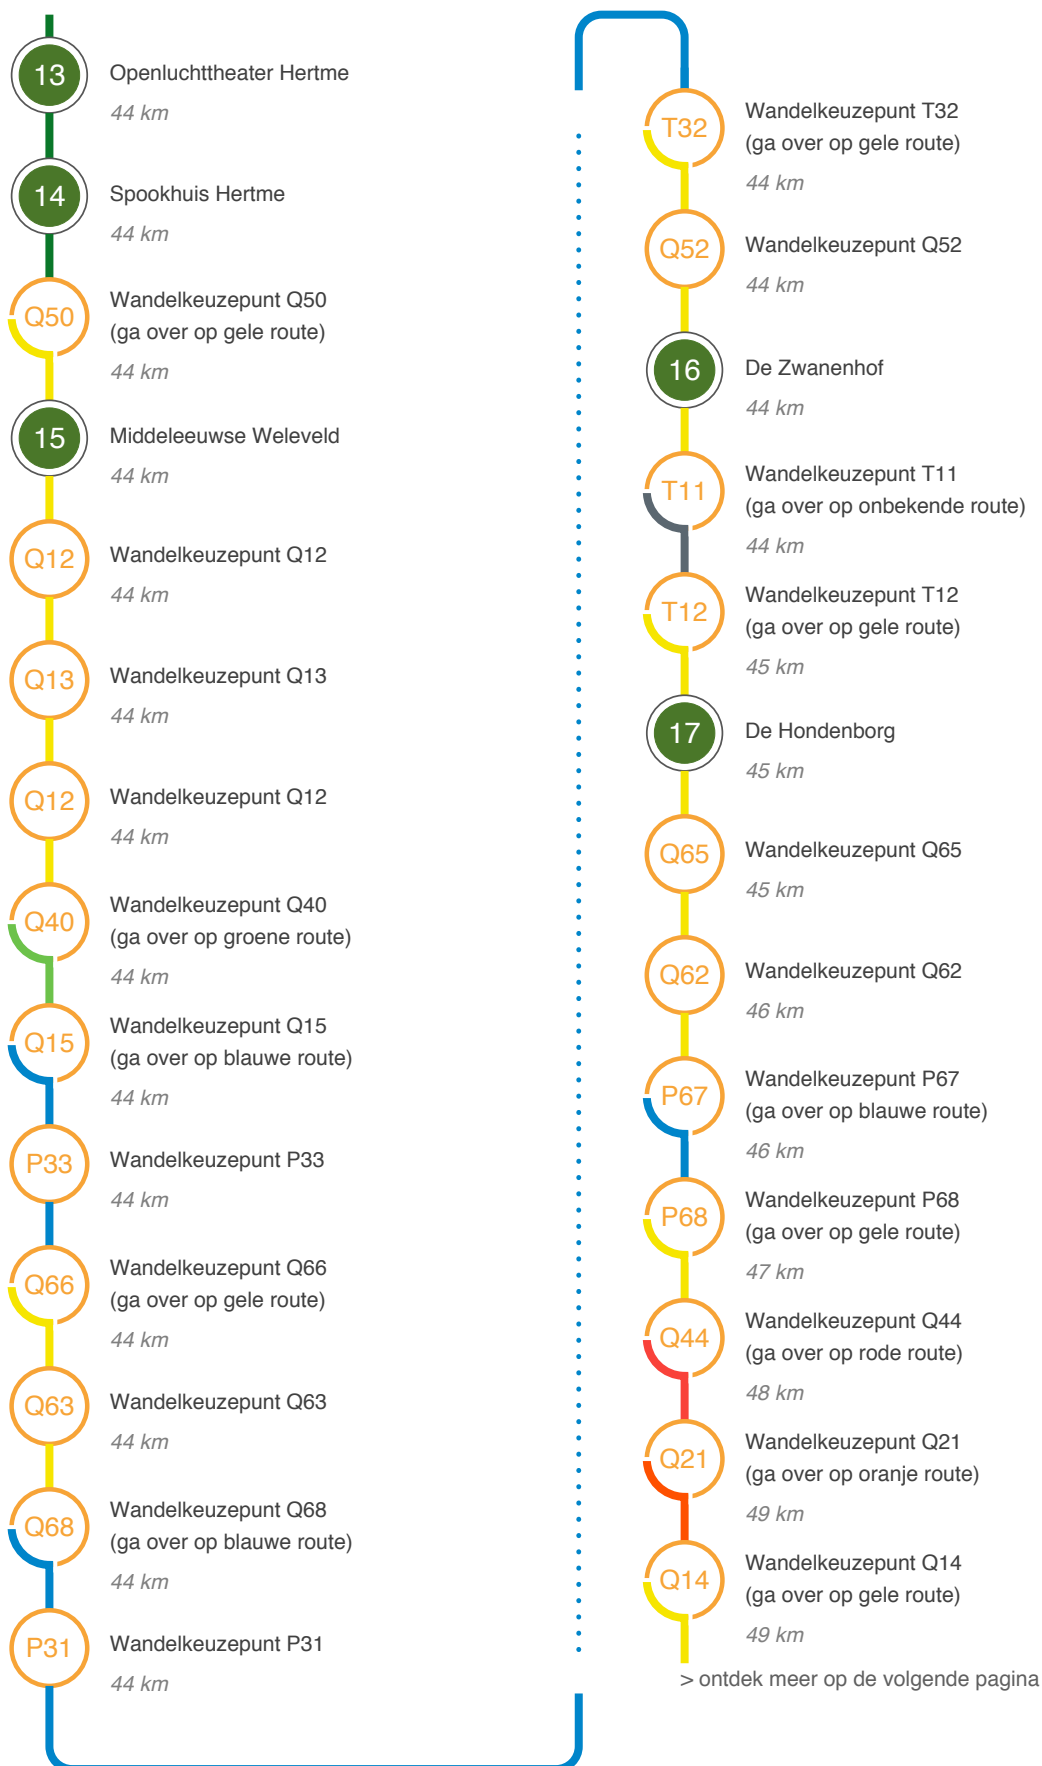 13
Openluchttheater Hertme
44 km
14
Spookhuis Hertme
44 km
Q50
Wandelkeuzepunt Q50
(ga over op gele route)
44 km
15
Middeleeuwse Weleveld
44 km
Q12
Wandelkeuzepunt Q12
44 km
Q13
Wandelkeuzepunt Q13
44 km
Q12
Wandelkeuzepunt Q12
44 km
Q40
Wandelkeuzepunt Q40
(ga over op groene route)
44 km
Q15
Wandelkeuzepunt Q15
(ga over op blauwe route)
44 km
P33
Wandelkeuzepunt P33
44 km
Q66
Wandelkeuzepunt Q66
(ga over op gele route)
44 km
Q63
Wandelkeuzepunt Q63
44 km
Q68
Wandelkeuzepunt Q68
(ga over op blauwe route)
44 km
P31
Wandelkeuzepunt P31
44 km
T32
Wandelkeuzepunt T32
(ga over op gele route)
44 km
Q52
Wandelkeuzepunt Q52
44 km
16
De Zwanenhof
44 km
T11
Wandelkeuzepunt T11
(ga over op onbekende route)
44 km
T12
Wandelkeuzepunt T12
(ga over op gele route)
45 km
17
De Hondenborg
45 km
Q65
Wandelkeuzepunt Q65
45 km
Q62
Wandelkeuzepunt Q62
46 km
P67
Wandelkeuzepunt P67
(ga over op blauwe route)
46 km
P68
Wandelkeuzepunt P68
(ga over op gele route)
47 km
Q44
Wandelkeuzepunt Q44
(ga over op rode route)
48 km
Q21
Wandelkeuzepunt Q21
(ga over op oranje route)
49 km
Q14
Wandelkeuzepunt Q14
(ga over op gele route)
49 km
> ontdek meer op de volgende pagina